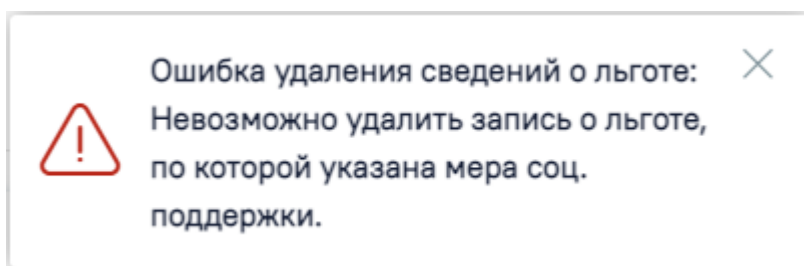 Ошибка удаления сведений о льготе:
Невозможно удалить запись о льготе,
по которой указана мера соц.
поддержки.